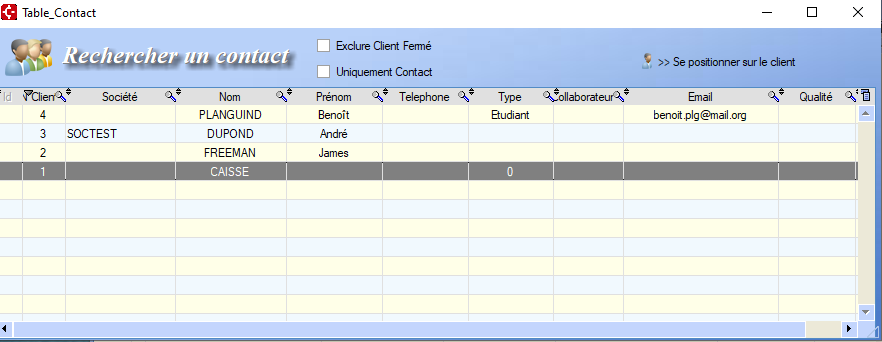 Table_Contact
Rechercher un contact
Exclure Client Fermé
Uniquement Contact
>> Se positionner sur le client
Id Client Société Nom Prénom Telephone Type Collaborateur Email Qualité
4 PLANGUIND Benoît Etudiant benoit.plg@mail.org
3 SOCTEST DUPOND André
2 FREEMAN James
1 CAISSE 0